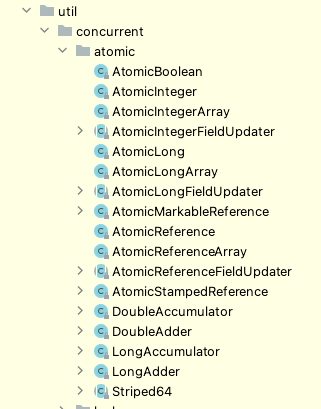 util
concurrent
atomic
AtomicBoolean
AtomicInteger
AtomicIntegerArray
AtomicIntegerFieldUpdater
AtomicLong
AtomicLongArray
AtomicLongFieldUpdater
AtomicMarkableReference
AtomicReference
AtomicReferenceArray
AtomicReferenceFieldUpdater
AtomicStampedReference
DoubleAccumulator
DoubleAdder
LongAccumulator
LongAdder
Striped64